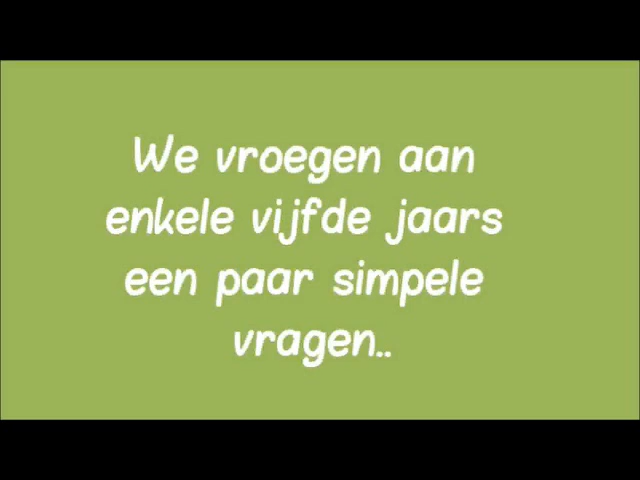 We vroegen aan
enkele vijfde jaars
een paar simpele
vragen..